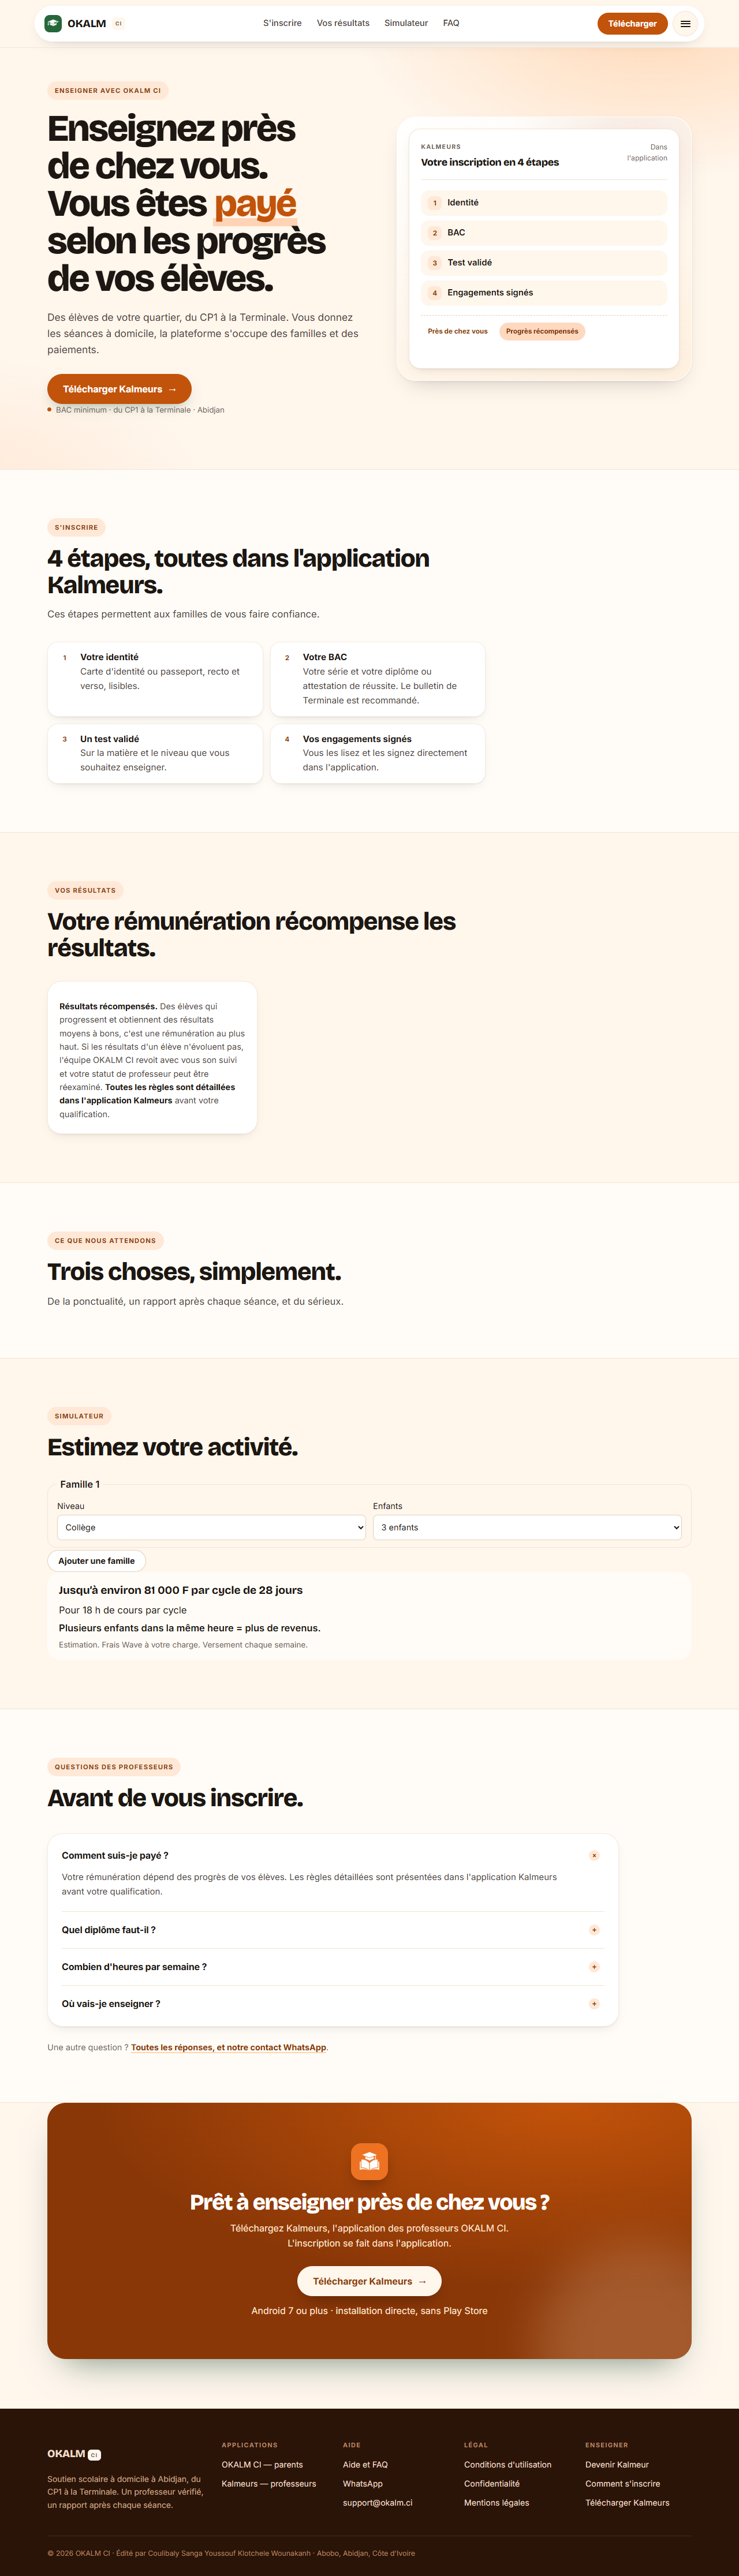 OKALM CI
S'inscrire Vos résultats Simulateur FAQ
Télécharger
ENSEIGNER AVEC OKALM CI
Enseignez près
de chez vous.
Vous êtes payé
selon les progrès
de vos élèves.
Des élèves de votre quartier, du CP1 à la Terminale. Vous donnez
les séances à domicile, la plateforme s'occupe des familles et des
paiements.
Télécharger Kalmeurs →
BAC minimum · du CP1 à la Terminale · Abidjan
KALMEURS
Votre inscription en 4 étapes
Dans
l'application
1 Identité
2 BAC
3 Test validé
4 Engagements signés
Près de chez vous Progrès récompensés
S'INSCRIRE
4 étapes, toutes dans l'application
Kalmeurs.
Ces étapes permettent aux familles de vous faire confiance.
1 Votre identité
Carte d'identité ou passeport, recto et
verso, lisibles.
2 Votre BAC
Votre série et votre diplôme ou
attestation de réussite. Le bulletin de
Terminale est recommandé.
3 Un test validé
Sur la matière et le niveau que vous
souhaitez enseigner.
4 Vos engagements signés
Vous les lisez et les signez directement
dans l'application.
VOS RÉSULTATS
Votre rémunération récompense les
résultats.
Résultats récompensés. Des élèves qui
progressent et obtiennent des résultats
moyens à bons, c'est une rémunération au plus
haut. Si les résultats d'un élève n'évoluent pas,
l'équipe OKALM CI revoit avec vous son suivi
et votre statut de professeur peut être
réexaminé. Toutes les règles sont détaillées
dans l'application Kalmeurs avant votre
qualification.
CE QUE NOUS ATTENDONS
Trois choses, simplement.
De la ponctualité, un rapport après chaque séance, et du sérieux.
SIMULATEUR
Estimez votre activité.
Famille 1
Niveau
Collège
Enfants
3 enfants
Ajouter une famille
Jusqu'à environ 81 000 F par cycle de 28 jours
Pour 18 h de cours par cycle
Plusieurs enfants dans la même heure = plus de revenus.
Estimation. Frais Wave à votre charge. Versement chaque semaine.
QUESTIONS DES PROFESSEURS
Avant de vous inscrire.
Comment suis-je payé ? ×
Votre rémunération dépend des progrès de vos élèves. Les règles détaillées sont présentées dans l'application Kalmeurs
avant votre qualification.
Quel diplôme faut-il ? +
Combien d'heures par semaine ? +
Où vais-je enseigner ? +
Une autre question ? Toutes les réponses, et notre contact WhatsApp.
Prêt à enseigner près de chez vous ?
Téléchargez Kalmeurs, l'application des professeurs OKALM CI.
L'inscription se fait dans l'application.
Télécharger Kalmeurs →
Android 7 ou plus · installation directe, sans Play Store
OKALM CI
Soutien scolaire à domicile à Abidjan, du
CP1 à la Terminale. Un professeur vérifié,
un rapport après chaque séance.
APPLICATIONS
OKALM CI — parents
Kalmeurs — professeurs
AIDE
Aide et FAQ
WhatsApp
support@okalm.ci
LÉGAL
Conditions d'utilisation
Confidentialité
Mentions légales
ENSEIGNER
Devenir Kalmeur
Comment s'inscrire
Télécharger Kalmeurs
© 2026 OKALM CI · Édité par Coulibaly Sanga Youssouf Klotcheie Wounakanh · Abobo, Abidjan, Côte d'Ivoire